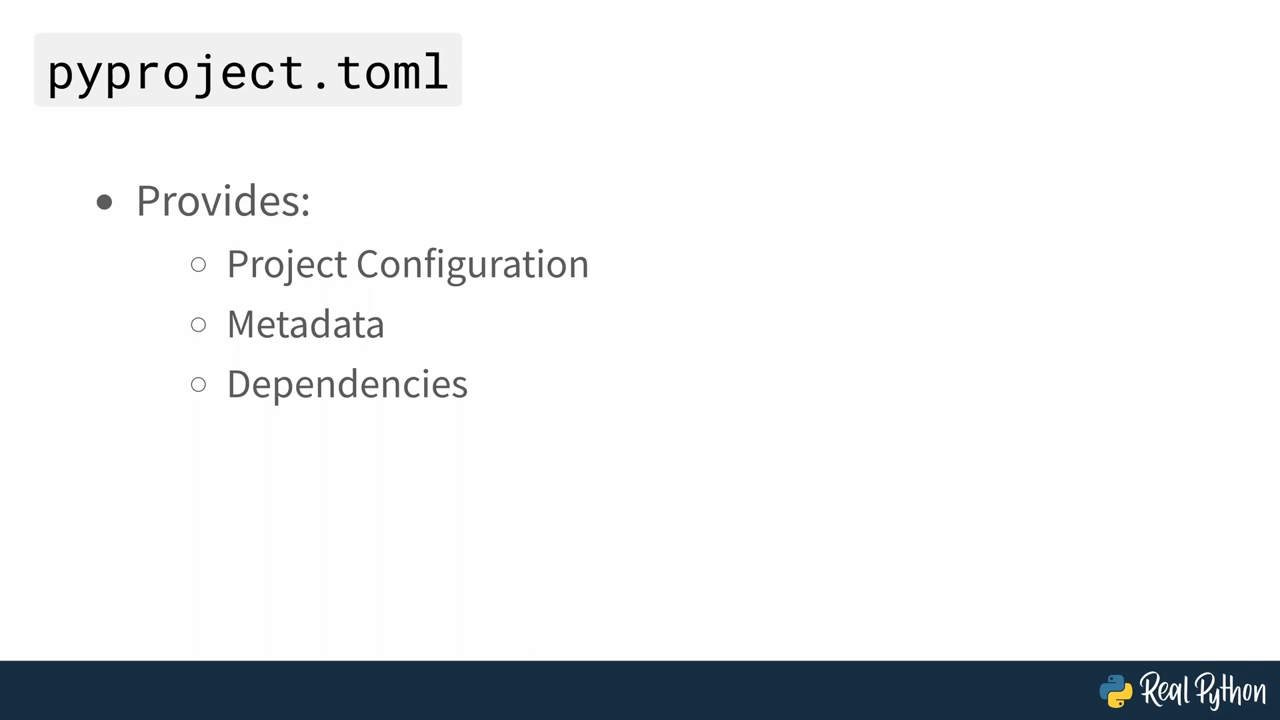 pyproject.toml
Provides:
Project Configuration
Metadata
Dependencies
Real Python